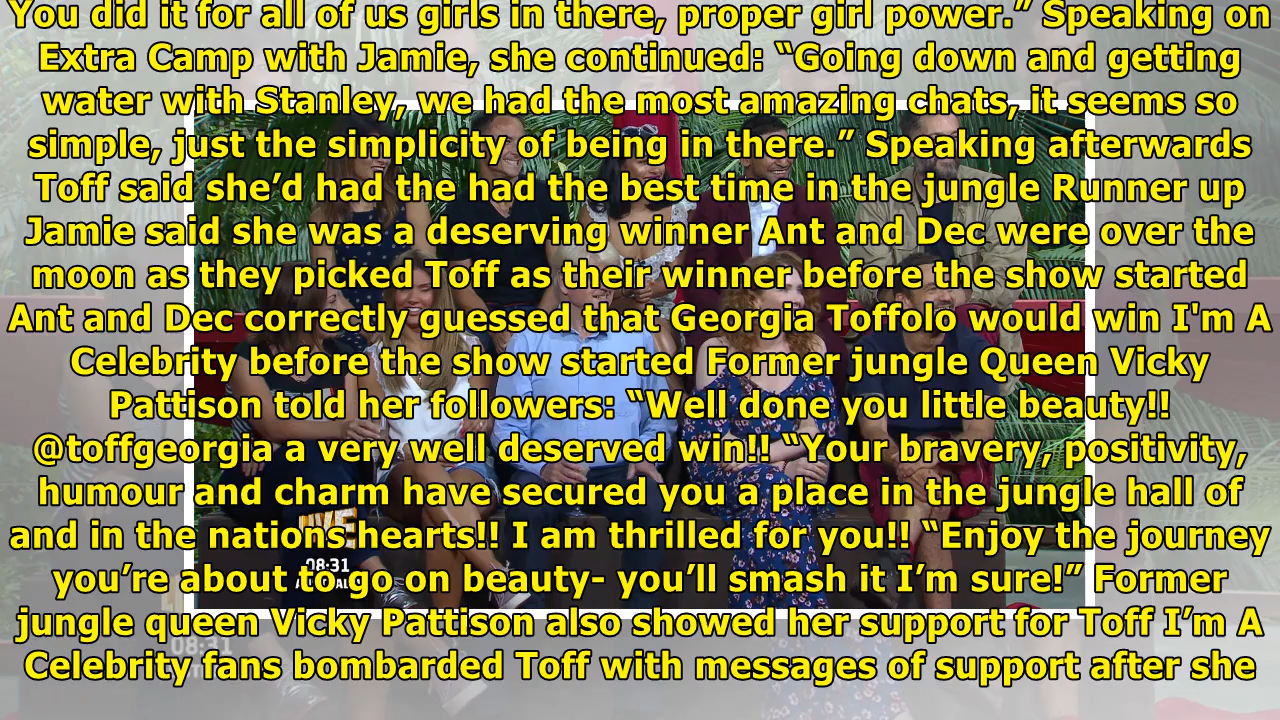 You did it for all of us girls in there, proper girl power.” Speaking on
Extra Camp with Jamie, she continued: “Going down and getting
water with Stanley, we had the most amazing chats, it seems so
simple, just the simplicity of being in there.” Speaking afterwards
Toff said she’d had the had the best time in the jungle Runner up
Jamie said she was a deserving winner Ant and Dec were over the
moon as they picked Toff as their winner before the show started
Ant and Dec correctly guessed that Georgia Toffolo would win I'm A
Celebrity before the show started Former jungle Queen Vicky
Pattison told her followers: “Well done you little beauty!!
@toffgeorgia a very well deserved win!! “Your bravery, positivity,
humour and charm have secured you a place in the jungle hall of
and in the nations hearts!! I am thrilled for you!! “Enjoy the journey
you’re about to go on beauty- you’ll smash it I’m sure!” Former
jungle queen Vicky Pattison also showed her support for Toff I’m A
Celebrity fans bombarded Toff with messages of support after she
LIVE
08:31
08:31